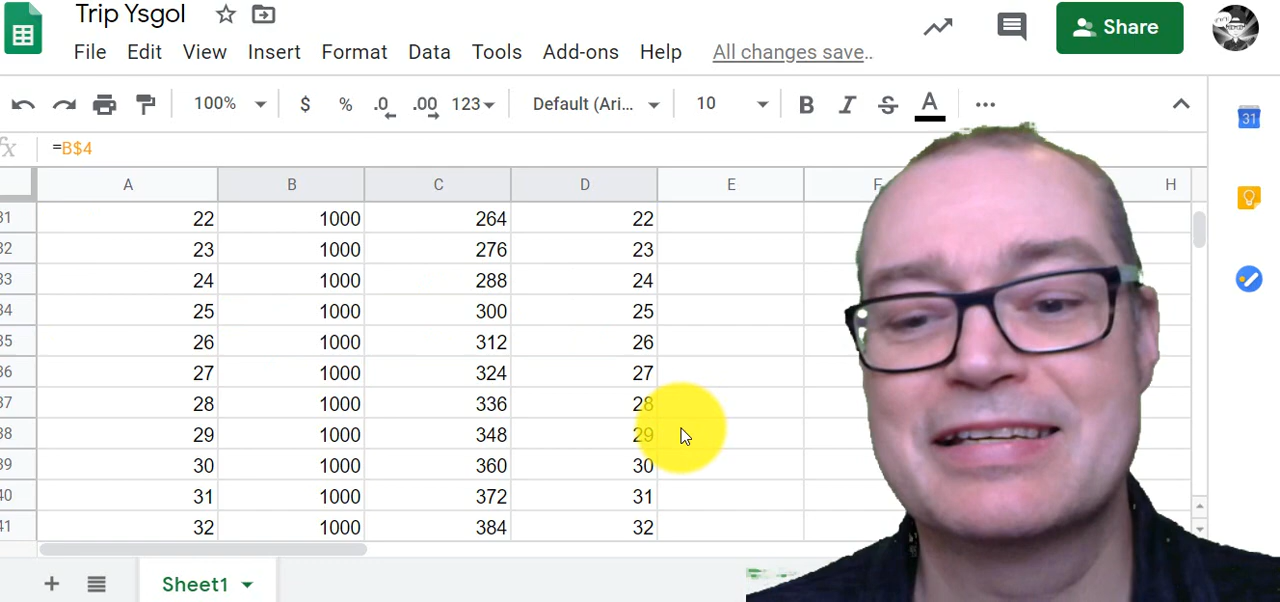 Trip Ysgol
Share
File Edit View Insert Format Data Tools Add-ons Help All changes save..
100% $ % .0 .00 123 Default (Ari... 10 B I S A
31
=B$4
A B C D E F H
31 22 1000 264 22
32 23 1000 276 23
33 24 1000 288 24
34 25 1000 300 25
35 26 1000 312 26
36 27 1000 324 27
37 28 1000 336 28
38 29 1000 348 29
39 30 1000 360 30
40 31 1000 372 31
41 32 1000 384 32
Sheet1